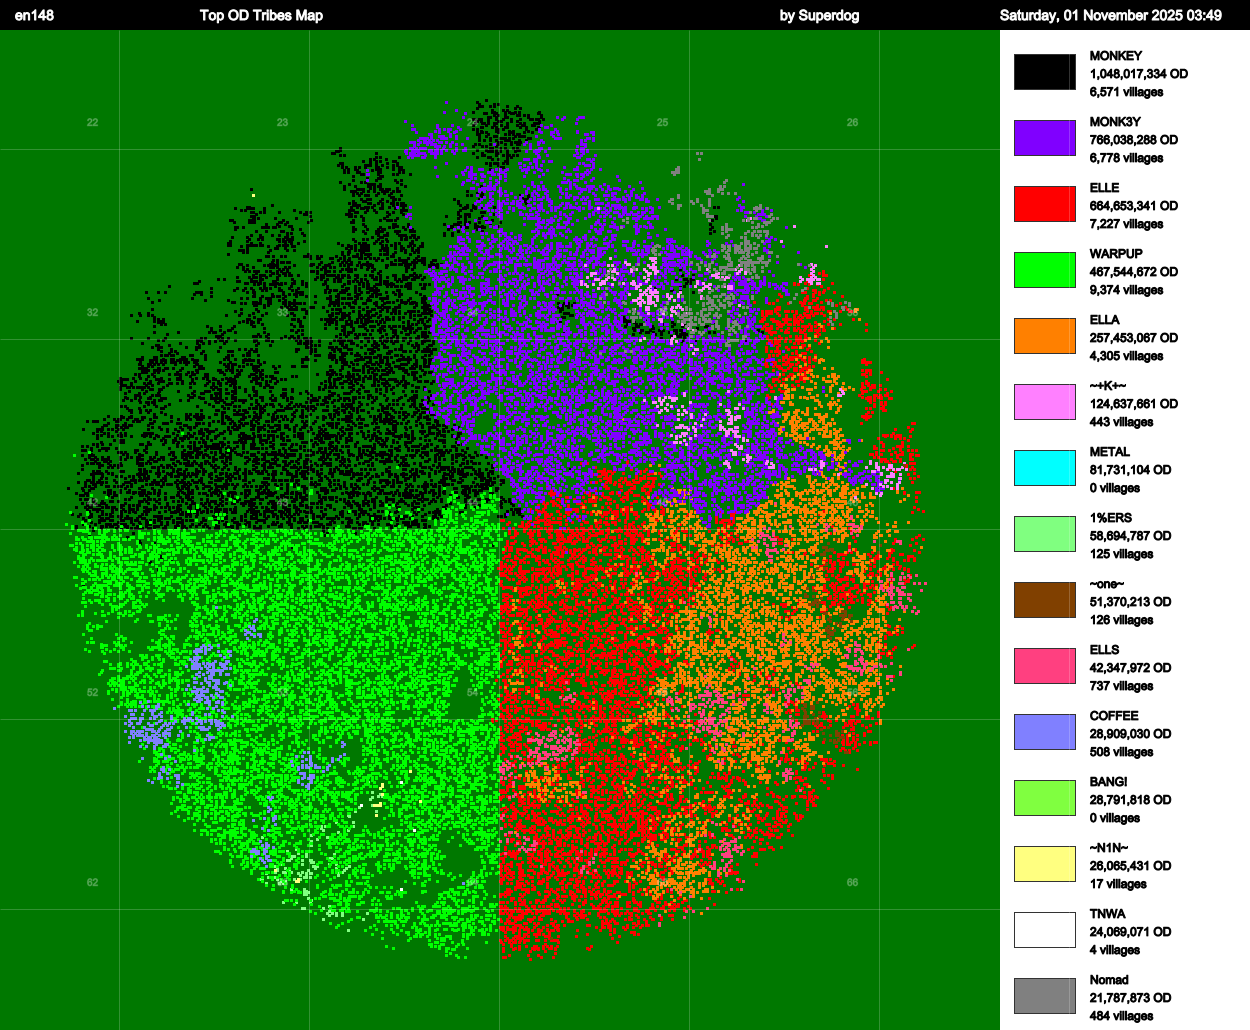 en148 Top OD Tribes Map by Superdog Saturday, 01 November 2025 03:49
MONKEY
1,048,017,334 OD
6,571 villages
MONK3Y
766,038,288 OD
6,778 villages
ELLE
664,653,341 OD
7,227 villages
WARPUP
467,544,672 OD
9,374 villages
ELLA
257,453,067 OD
4,305 villages
~+K+~
124,637,661 OD
443 villages
METAL
81,731,104 OD
0 villages
1%ERS
58,694,787 OD
125 villages
~one~
51,370,213 OD
126 villages
ELLS
42,347,972 OD
737 villages
COFFEE
28,909,030 OD
508 villages
BANG!
28,791,818 OD
0 villages
~N1N~
26,065,431 OD
17 villages
TNWA
24,069,071 OD
4 villages
Nomad
21,787,873 OD
484 villages
22 23 25 26
32 33 34
52 54
62 66